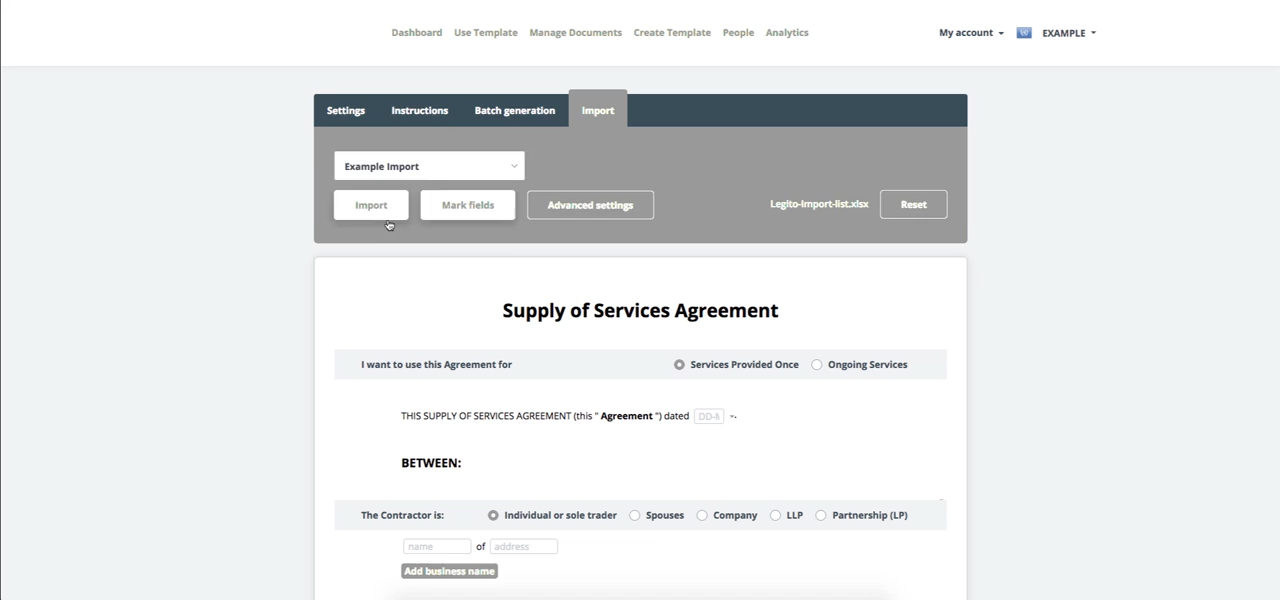 Dashboard Use Template Manage Documents Create Template People Analytics My account EXAMPLE
Settings Instructions Batch generation Import
Example Import
Import Mark fields Advanced settings Legito-Import-list.xlsx Reset
Supply of Services Agreement
I want to use this Agreement for Services Provided Once Ongoing Services
THIS SUPPLY OF SERVICES AGREEMENT (this " Agreement ") dated DD-M .
BETWEEN:
The Contractor is: Individual or sole trader Spouses Company LLP Partnership (LP)
name of address
Add business name